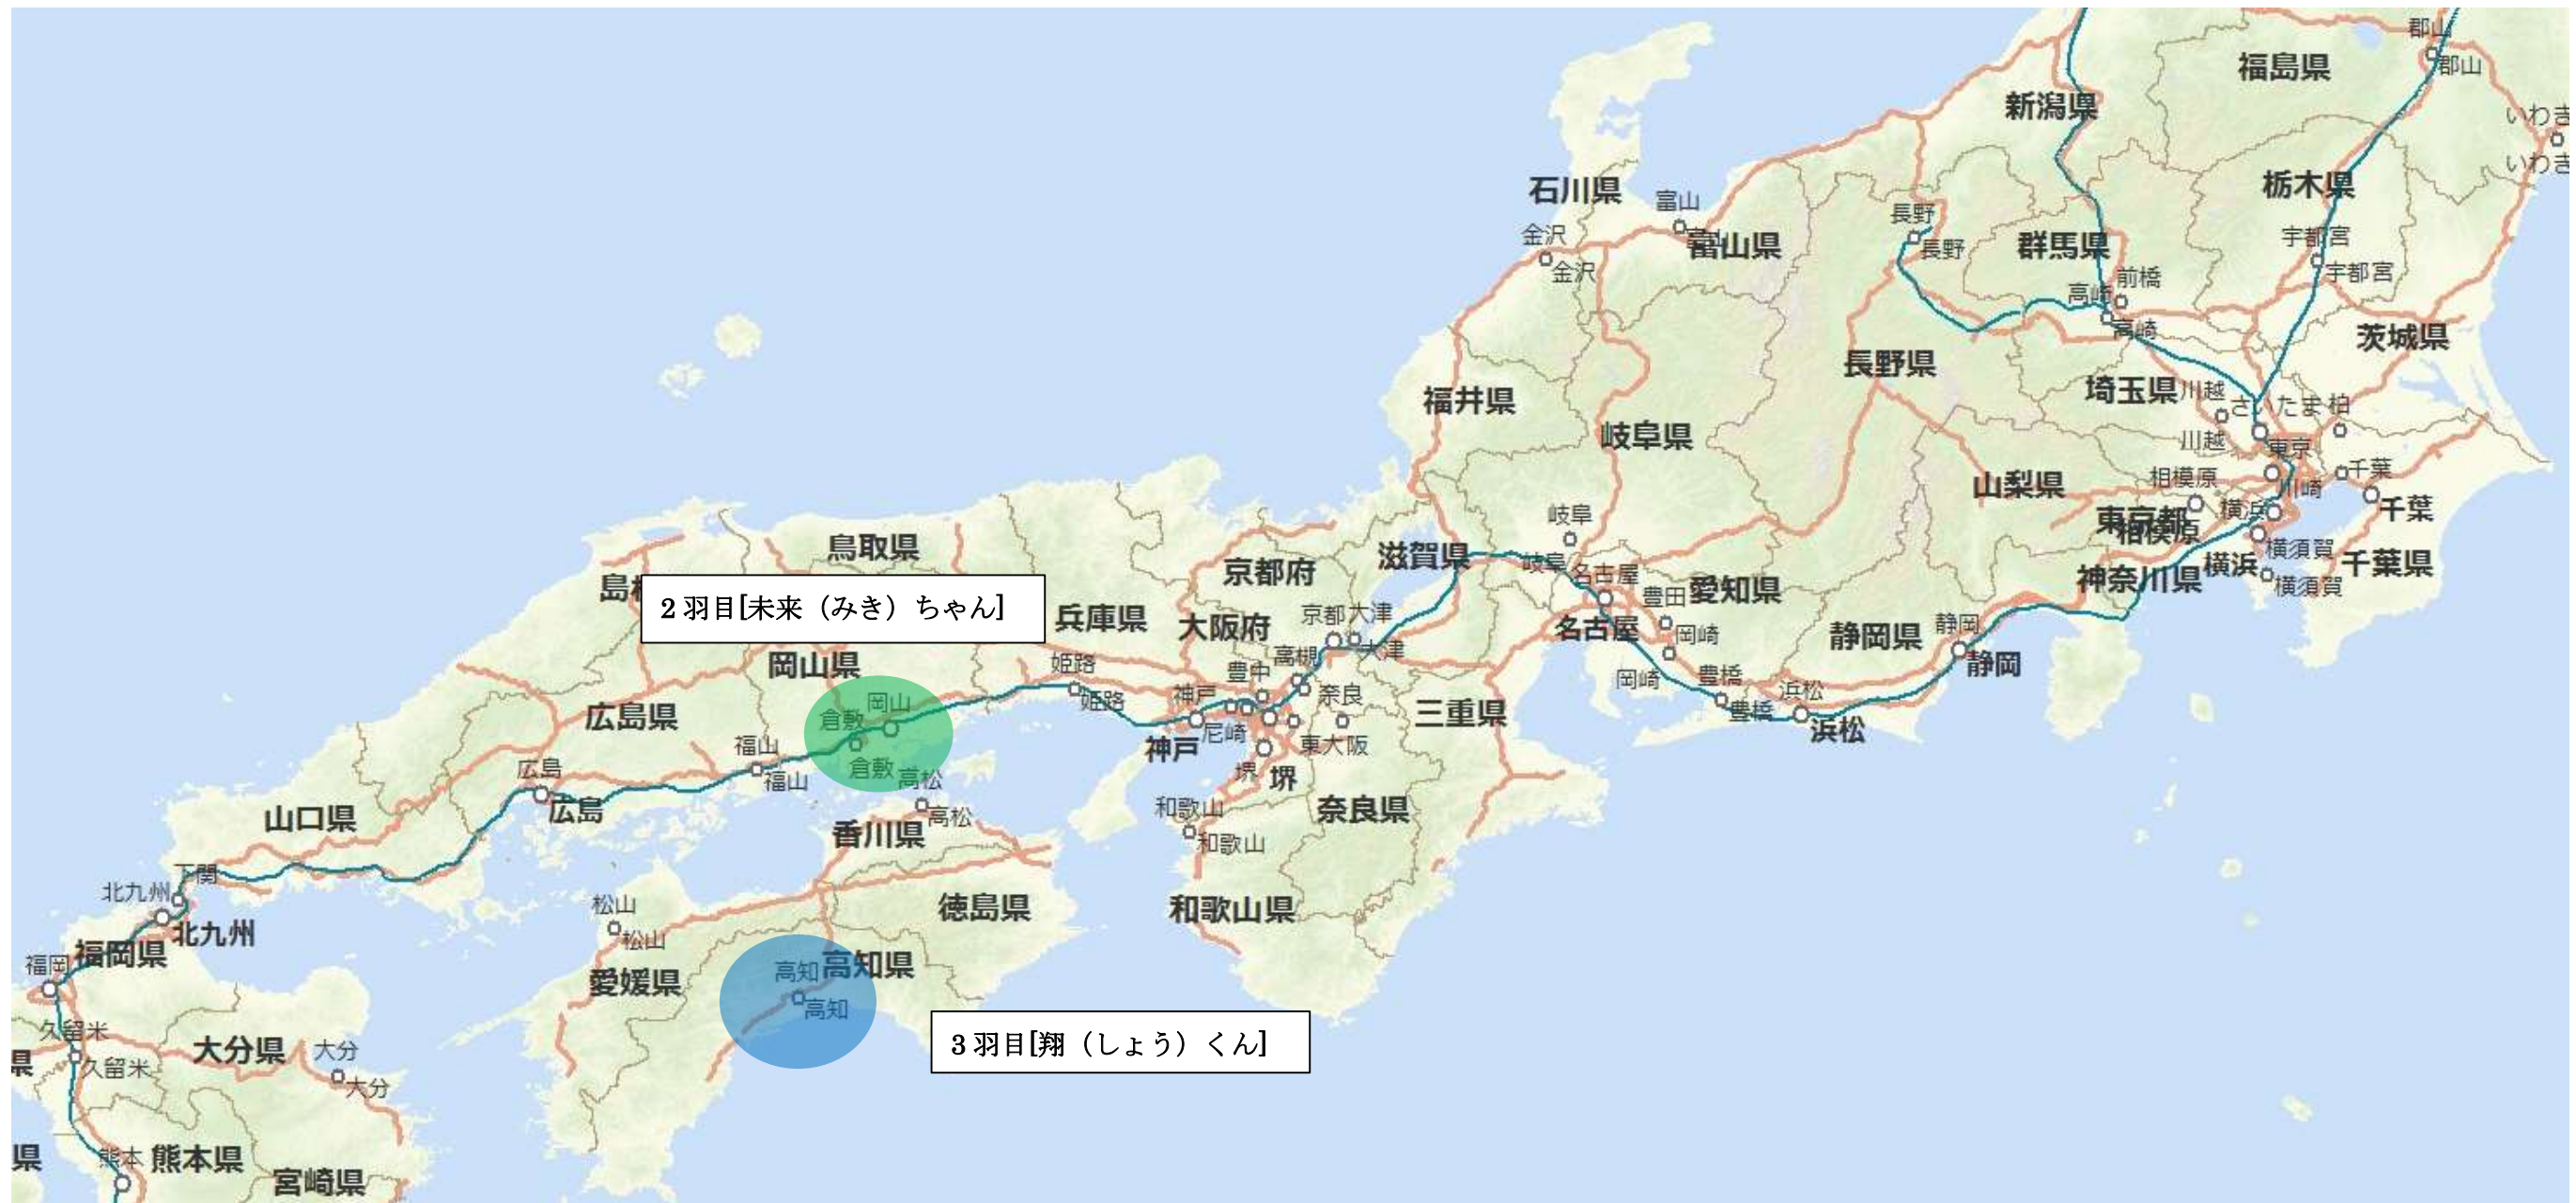 郡山
郡山
福島県
新潟県
いわき
いわき
石川県
富山
栃木県
長野
金沢
富山県
群馬県
宇都宮
長野
金沢
前橋
宇都宮
高崎
高崎
茨城県
長野県
福井県
埼玉県
川越
さいたま
柏
岐阜県
川越
東京
山梨県
相模原
千葉
川崎
岐阜
東京都
横浜
千葉
相模原
鳥取県
滋賀県
横須賀
岐阜
名古屋
京都府
横浜
千葉県
神奈川県
横須賀
島根
愛知県
豊田
2羽目[未来（みき）ちゃん]
兵庫県
大阪府
京都
大津
名古屋
岡崎
静岡県
静岡
大津
静岡
岡山県
姫路
高槻
豊中
岡崎
豊橋
浜松
姫路
神戸
奈良
岡山
豊橋
広島県
倉敷
三重県
浜松
尼崎
神戸
東大阪
福山
倉敷
高松
堺
堺
広島
福山
広島
山口県
高松
和歌山
奈良県
香川県
和歌山
下関
北九州
松山
徳島県
和歌山県
北九州
松山
福岡県
福岡
高知
高知県
愛媛県
高知
久留米
大分県
大分
3羽目[翔（しょう）くん]
県
久留米
大分
県
熊本
熊本県
宮崎県